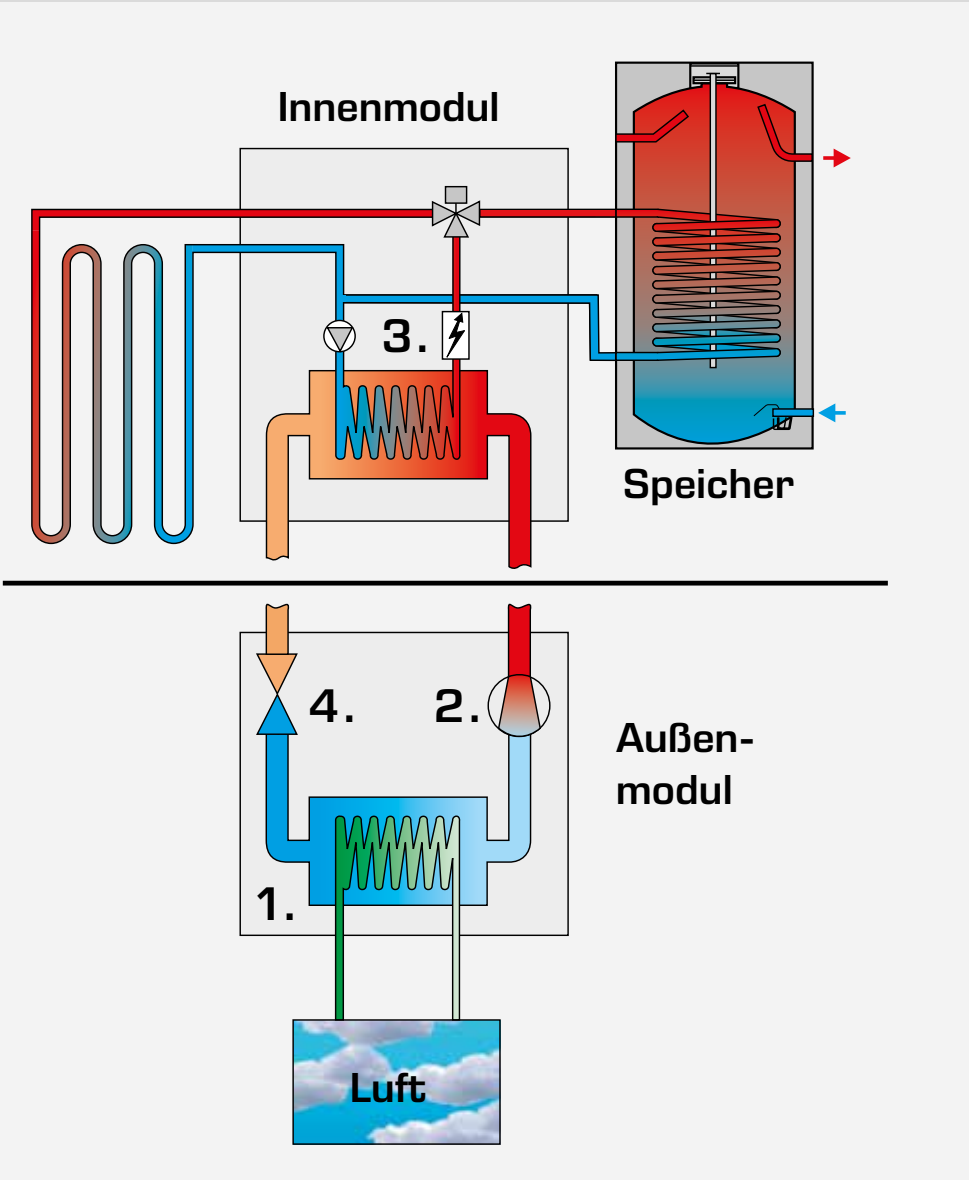 Innenmodul
3.
Speicher
4.
2.
Außen-
modul
1.
Luft